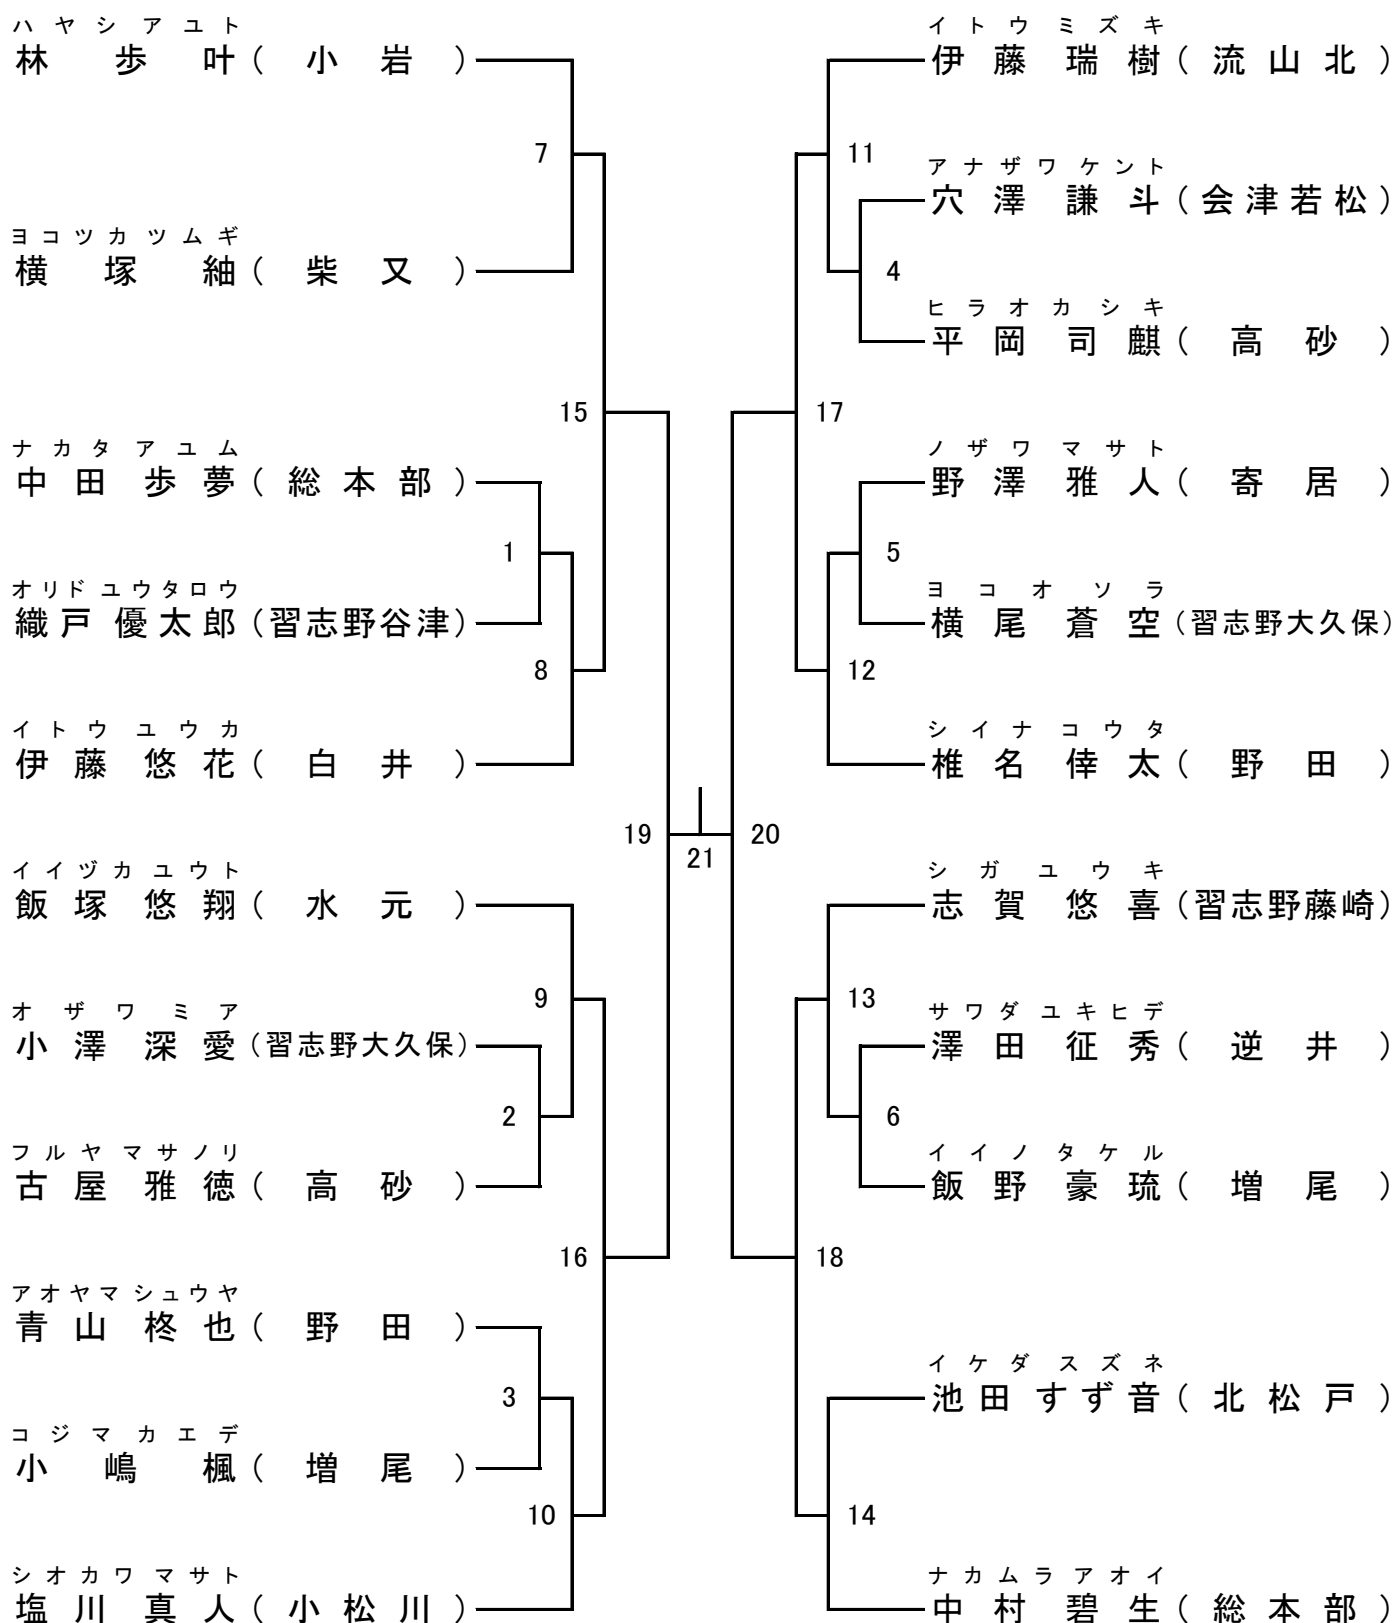 ハヤシアユト
林歩叶(小岩)
7
ヨコツカツムギ
横塚紬(柴又)
15
ナカタアユム
中田歩夢(総本部)
1
オリドユウタロウ
織戸優太郎(習志野谷津)
8
イトウユウカ
伊藤悠花(白井)
19
イイヅカユウト
飯塚悠翔(水元)
9
オザワミア
小澤深愛(習志野大久保)
2
フルヤマサノリ
古屋雅徳(高砂)
16
アオヤマシュウヤ
青山柊也(野田)
3
コジマカエデ
小嶋楓(増尾)
10
シオカワマサト
塩川真人(小松川)
21
イトウミズキ
伊藤瑞樹(流山北)
11
アナザワケント
穴澤謙斗(会津若松)
4
ヒラオカシキ
平岡司麒(高砂)
17
ノザワマサト
野澤雅人(寄居)
5
ヨコオソラ
横尾蒼空(習志野大久保)
12
シイナコウタ
椎名倖太(野田)
20
シガユウキ
志賀悠喜(習志野藤崎)
13
サワダユキヒデ
澤田征秀(逆井)
6
イイノタケル
飯野豪琉(増尾)
18
イケダスズネ
池田すず音(北松戸)
14
ナカムラアオイ
中村碧生(総本部)